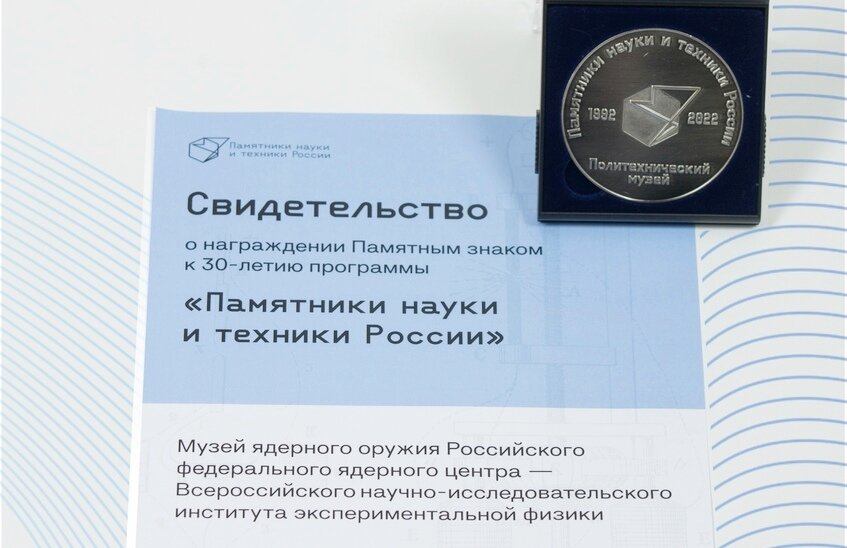 Памятники науки и техники России
1992 2022
Политехнический
музей
Памятники науки
и техники России
Свидетельство
о награждении Памятным знаком
к 30-летию программы
«Памятники науки
и техники России»
Музей ядерного оружия Российского
федерального ядерного центра —
Всероссийского научно-исследовательского
института экспериментальной физики